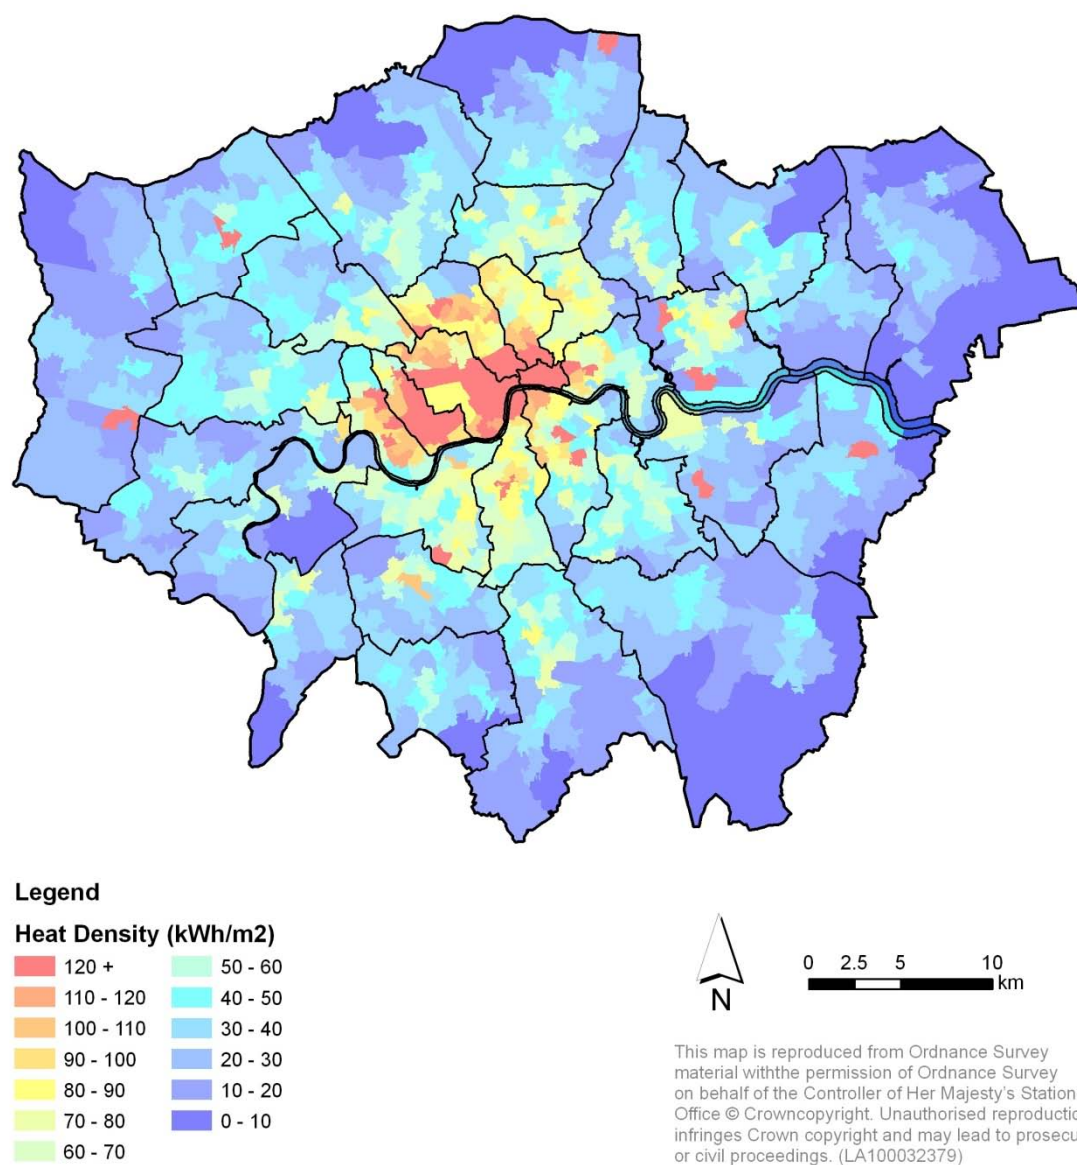 Legend
Heat Density (kWh/m2)
120 +
110 - 120
100 - 110
90 - 100
80 - 90
70 - 80
60 - 70
50 - 60
40 - 50
30 - 40
20 - 30
10 - 20
0 - 10
N
0 2.5 5 10
km
This map is reproduced from Ordnance Survey
material withthe permission of Ordnance Survey
on behalf of the Controller of Her Majesty's Station
Office © Crowncopyright. Unauthorised reproductio
infringes Crown copyright and may lead to prosecu
or civil proceedings. (LA100032379)